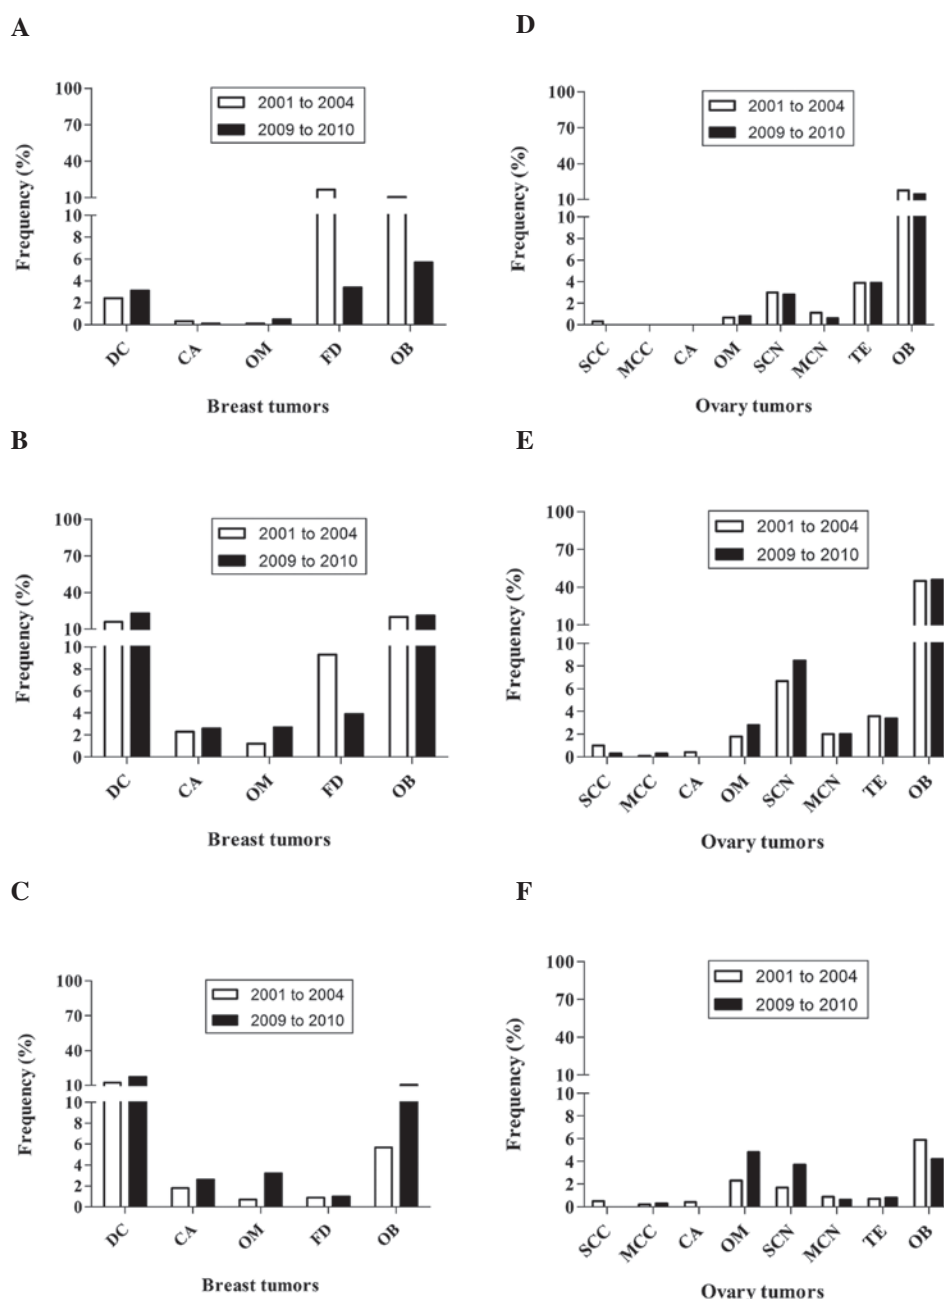 A
Frequency (%)
100
70
40
10
10
8
6
4
2
0
2001 to 2004
2009 to 2010
DC
CA
OM
FD
OB
Breast tumors
D
Frequency (%)
100
70
40
10
10
8
6
4
2
0
2001 to 2004
2009 to 2010
SCC
MCC
CA
OM
SCN
MCN
TE
OB
Ovary tumors
B
Frequency (%)
100
70
40
10
10
8
6
4
2
0
2001 to 2004
2009 to 2010
DC
CA
OM
FD
OB
Breast tumors
E
Frequency (%)
100
70
40
10
10
8
6
4
2
0
2001 to 2004
2009 to 2010
SCC
MCC
CA
OM
SCN
MCN
TE
OB
Ovary tumors
C
Frequency (%)
100
70
40
10
10
8
6
4
2
0
2001 to 2004
2009 to 2010
DC
CA
OM
FD
OB
Breast tumors
F
Frequency (%)
100
70
40
10
10
8
6
4
2
0
2001 to 2004
2009 to 2010
SCC
MCC
CA
OM
SCN
MCN
TE
OB
Ovary tumors